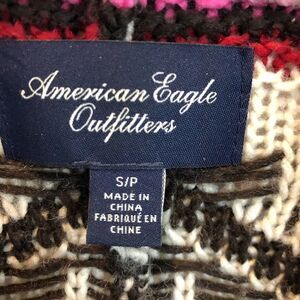 American Eagle
Outfitters
S/P
MADE IN
CHINA
FABRIQUÉ EN
CHINE